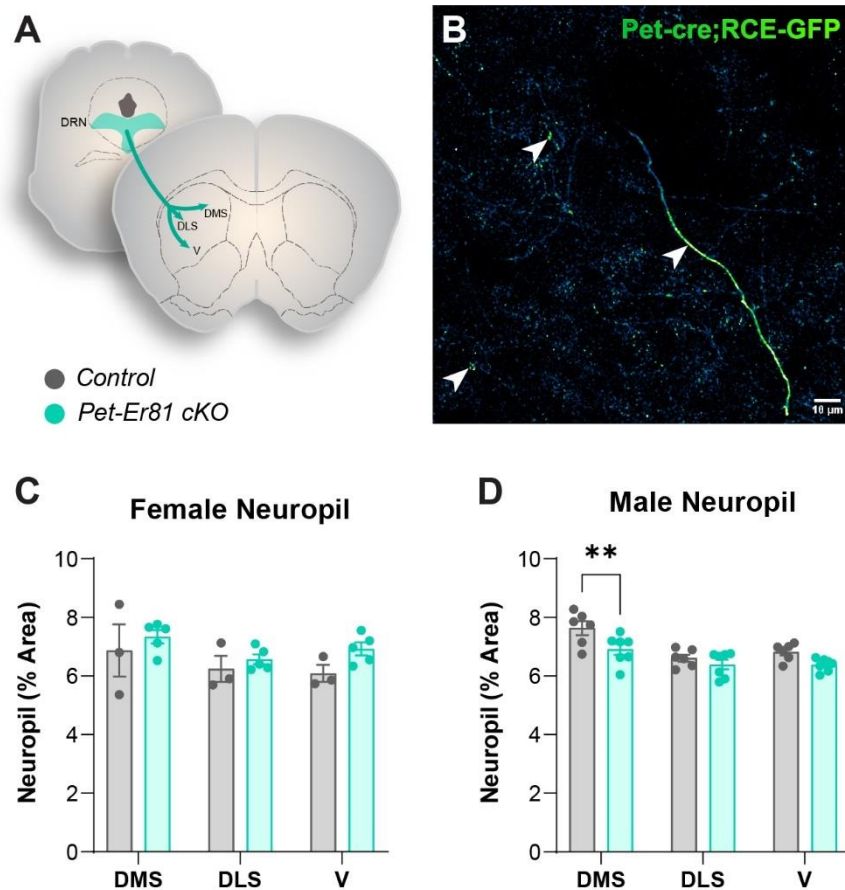 A
DRN
DMS
DLS
V
Control
Pet-Er81 cKO
B
Pet-cre;RCE-GFP
10 µm
C
Female Neuropil
Neuropil (% Area)
10
8
6
4
2
0
DMS DLS V
D
Male Neuropil
**
Neuropil (% Area)
10
8
6
4
2
0
DMS DLS V